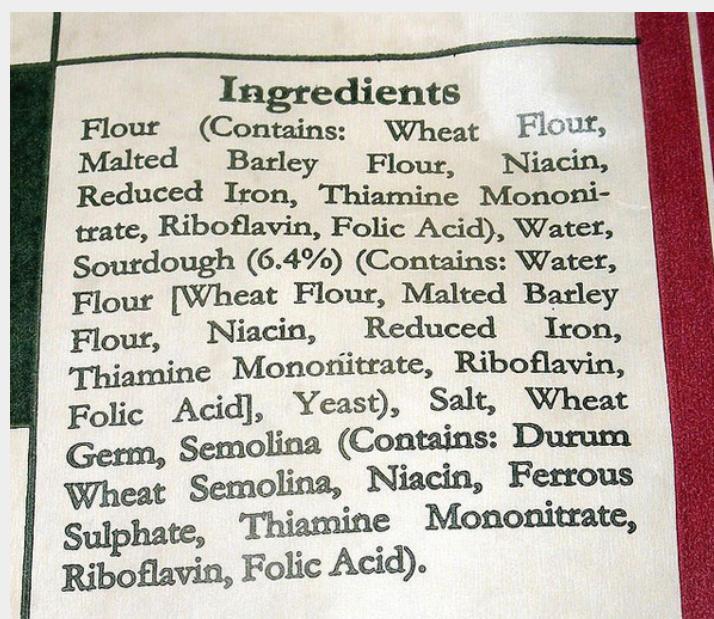 Ingredients
Flour (Contains: Wheat Flour,
Malted Barley Flour, Niacin,
Reduced Iron, Thiamine Mononi-
trate, Riboflavin, Folic Acid), Water,
Sourdough (6.4%) (Contains: Water,
Flour [Wheat Flour, Malted Barley
Flour, Niacin, Reduced Iron,
Thiamine Mononitrate, Riboflavin,
Folic Acid], Yeast), Salt, Wheat
Germ, Semolina (Contains: Durum
Wheat Semolina, Niacin, Ferrous
Sulphate, Thiamine Mononitrate,
Riboflavin, Folic Acid).